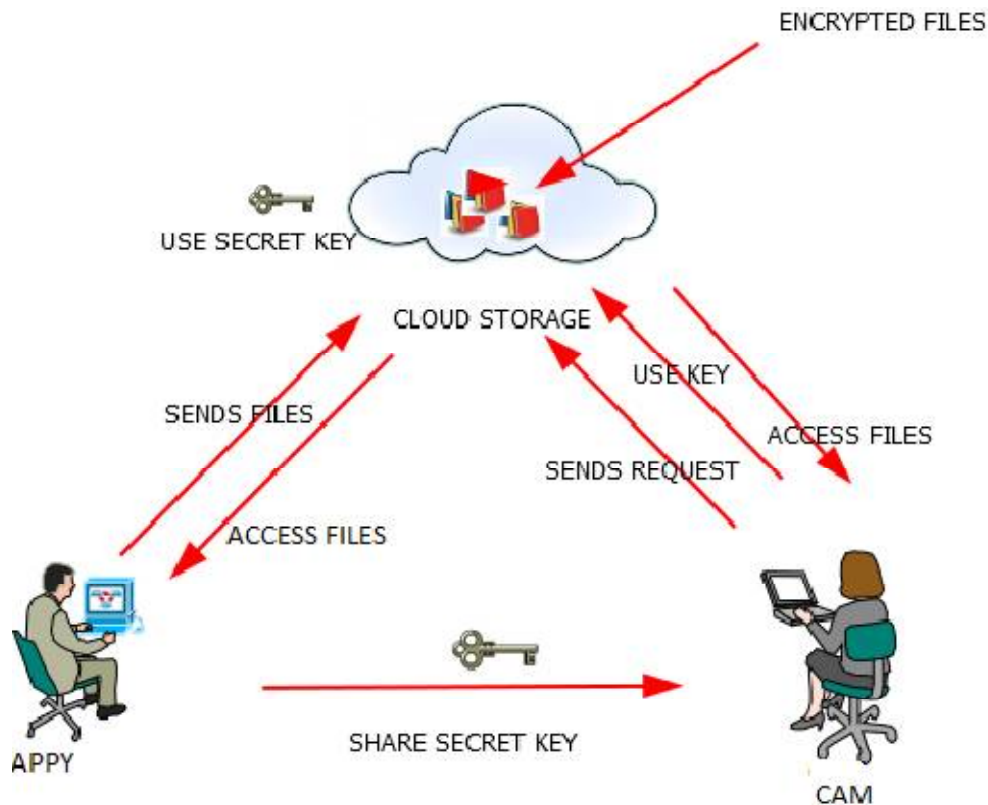 ENCRYPTED FILES
USE SECRET KEY
CLOUD STORAGE
USE KEY
SENDS FILES
ACCESS FILES
SENDS REQUEST
ACCESS FILES
SHARE SECRET KEY
APPY
CAM